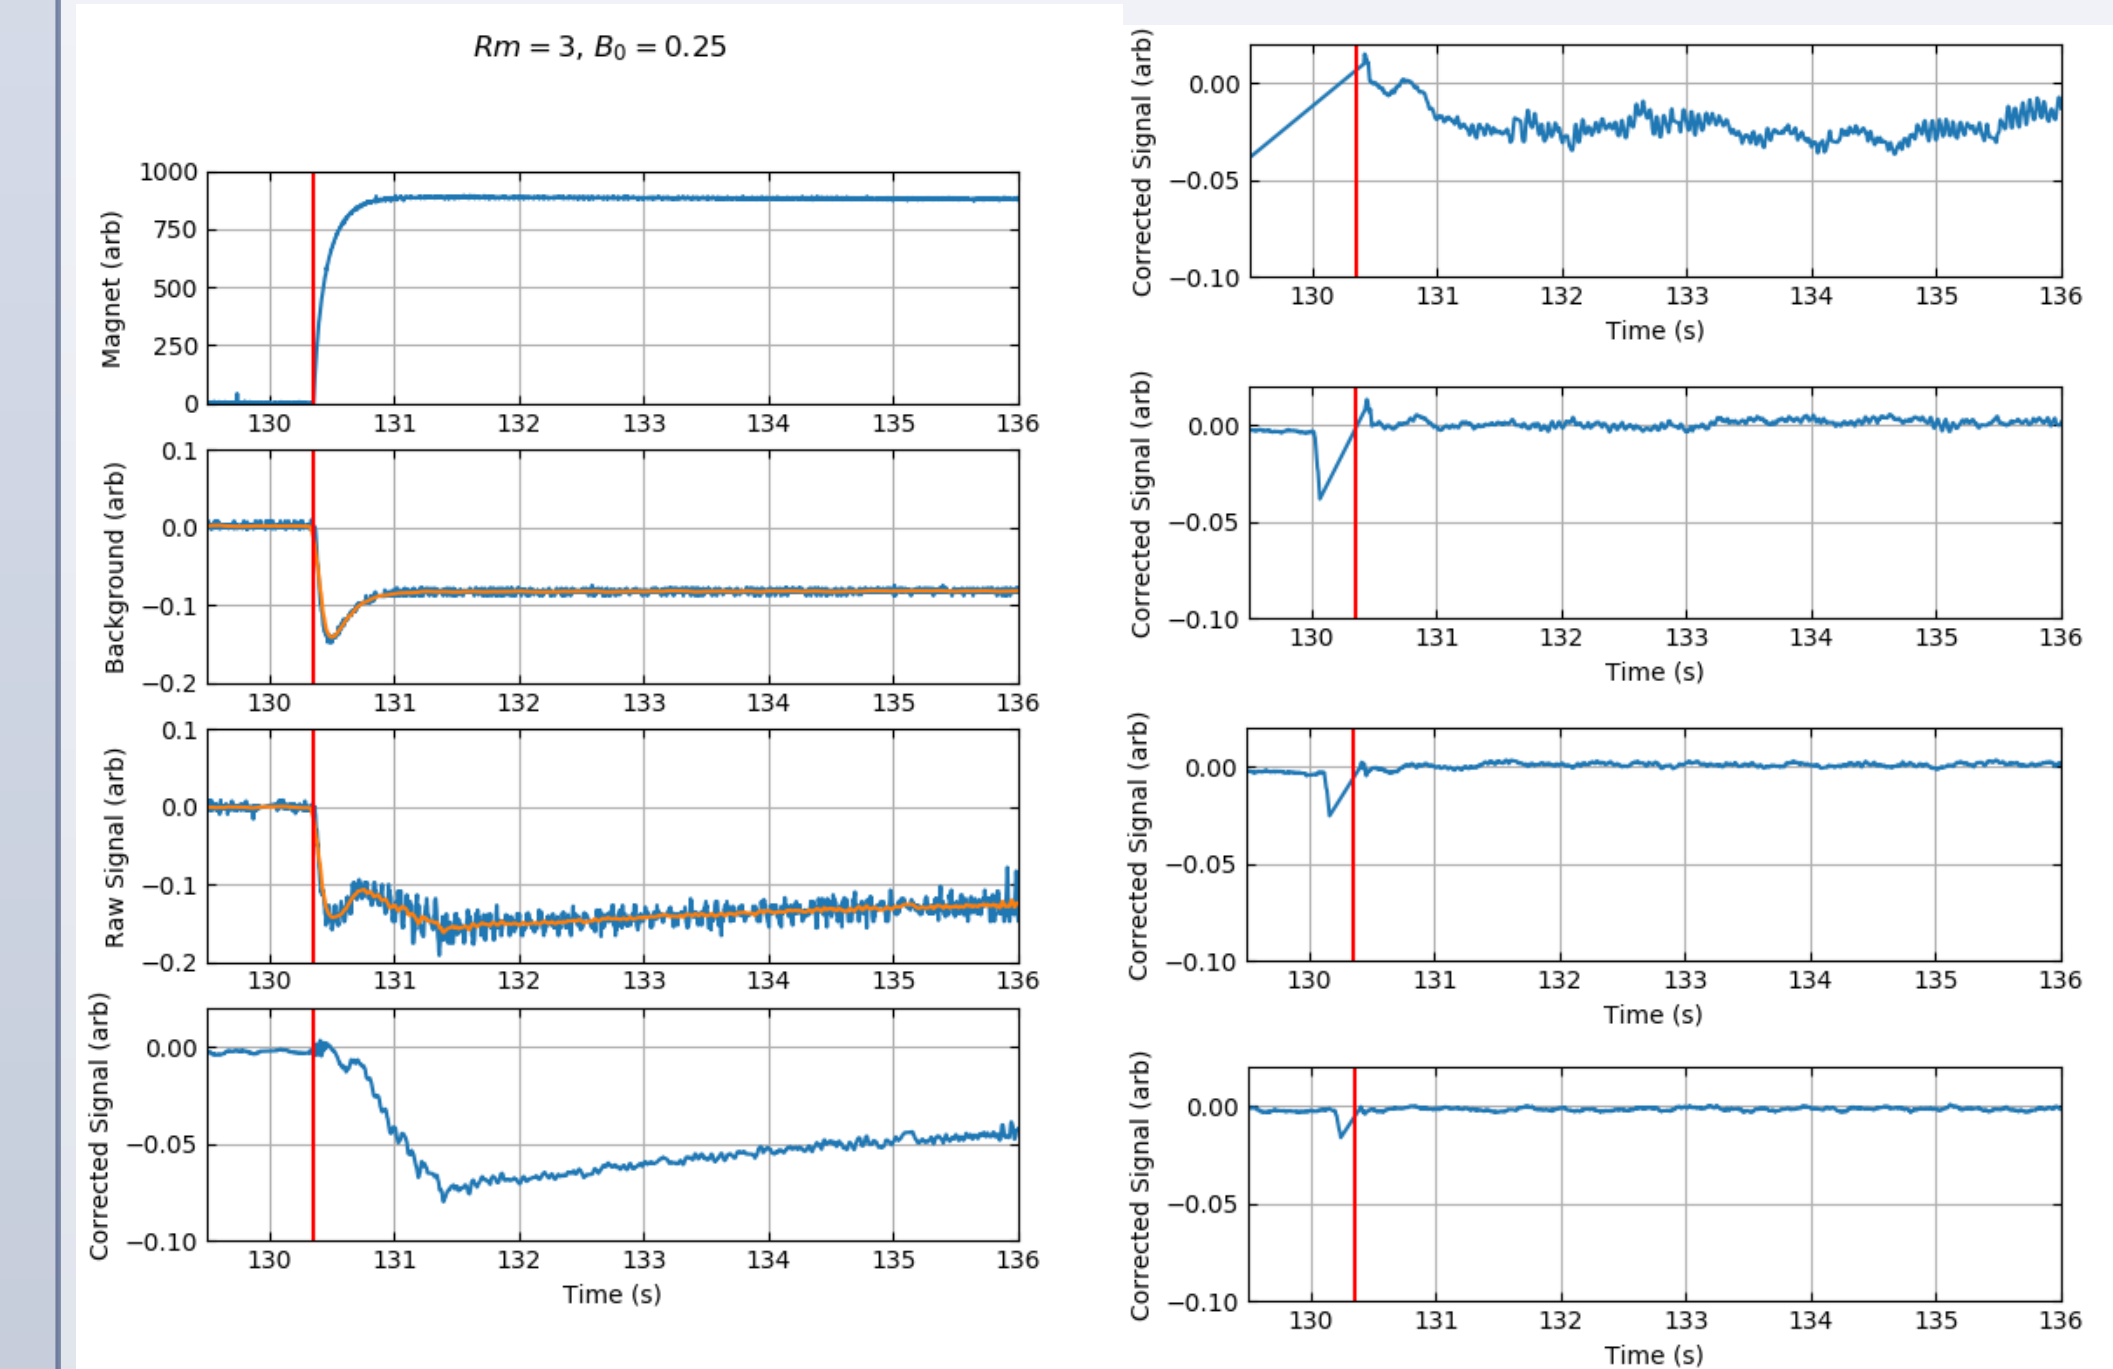 Rm = 3, B₀ = 0.25
Magnet (arb)
1000
750
500
250
0
130 131 132 133 134 135 136
Background (arb)
0.1
0.0
−0.1
−0.2
130 131 132 133 134 135 136
Raw Signal (arb)
0.1
0.0
−0.1
−0.2
130 131 132 133 134 135 136
Corrected Signal (arb)
0.00
−0.05
−0.10
130 131 132 133 134 135 136
Time (s)
Corrected Signal (arb)
0.00
−0.05
−0.10
130 131 132 133 134 135 136
Time (s)
Corrected Signal (arb)
0.00
−0.05
−0.10
130 131 132 133 134 135 136
Time (s)
Corrected Signal (arb)
0.00
−0.05
−0.10
130 131 132 133 134 135 136
Time (s)
Corrected Signal (arb)
0.00
−0.05
−0.10
130 131 132 133 134 135 136
Time (s)